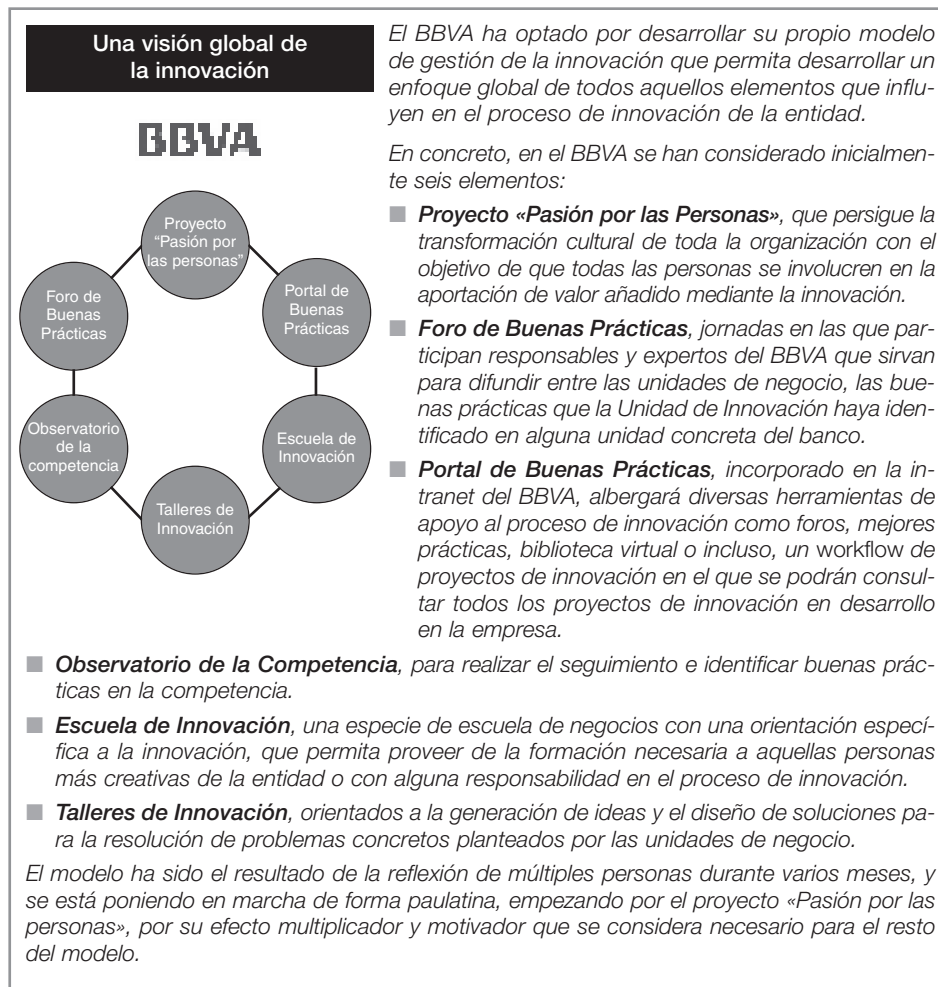 Una visión global de
la innovación
BBVA
Proyecto
“Pasión por
las personas”
Foro de
Buenas
Prácticas
Portal de
Buenas
Prácticas
Observatorio
de la
competencia
Escuela de
Innovación
Talleres de
Innovación
El BBVA ha optado por desarrollar su propio modelo
de gestión de la innovación que permita desarrollar un
enfoque global de todos aquellos elementos que influ-
yen en el proceso de innovación de la entidad.
En concreto, en el BBVA se han considerado inicialmen-
te seis elementos:
■ Proyecto «Pasión por las Personas», que persigue la
transformación cultural de toda la organización con el
objetivo de que todas las personas se involucren en la
aportación de valor añadido mediante la innovación.
■ Foro de Buenas Prácticas, jornadas en las que par-
ticipan responsables y expertos del BBVA que sirvan
para difundir entre las unidades de negocio, las bue-
nas prácticas que la Unidad de Innovación haya iden-
tificado en alguna unidad concreta del banco.
■ Portal de Buenas Prácticas, incorporado en la in-
tranet del BBVA, albergará diversas herramientas de
apoyo al proceso de innovación como foros, mejores
prácticas, biblioteca virtual o incluso, un workflow de
proyectos de innovación en el que se podrán consul-
tar todos los proyectos de innovación en desarrollo
en la empresa.
■ Observatorio de la Competencia, para realizar el seguimiento e identificar buenas prác-
ticas en la competencia.
■ Escuela de Innovación, una especie de escuela de negocios con una orientación especí-
fica a la innovación, que permita proveer de la formación necesaria a aquellas personas
más creativas de la entidad o con alguna responsabilidad en el proceso de innovación.
■ Talleres de Innovación, orientados a la generación de ideas y el diseño de soluciones pa-
ra la resolución de problemas concretos planteados por las unidades de negocio.
El modelo ha sido el resultado de la reflexión de múltiples personas durante varios meses, y
se está poniendo en marcha de forma paulatina, empezando por el proyecto «Pasión por las
personas», por su efecto multiplicador y motivador que se considera necesario para el resto
del modelo.